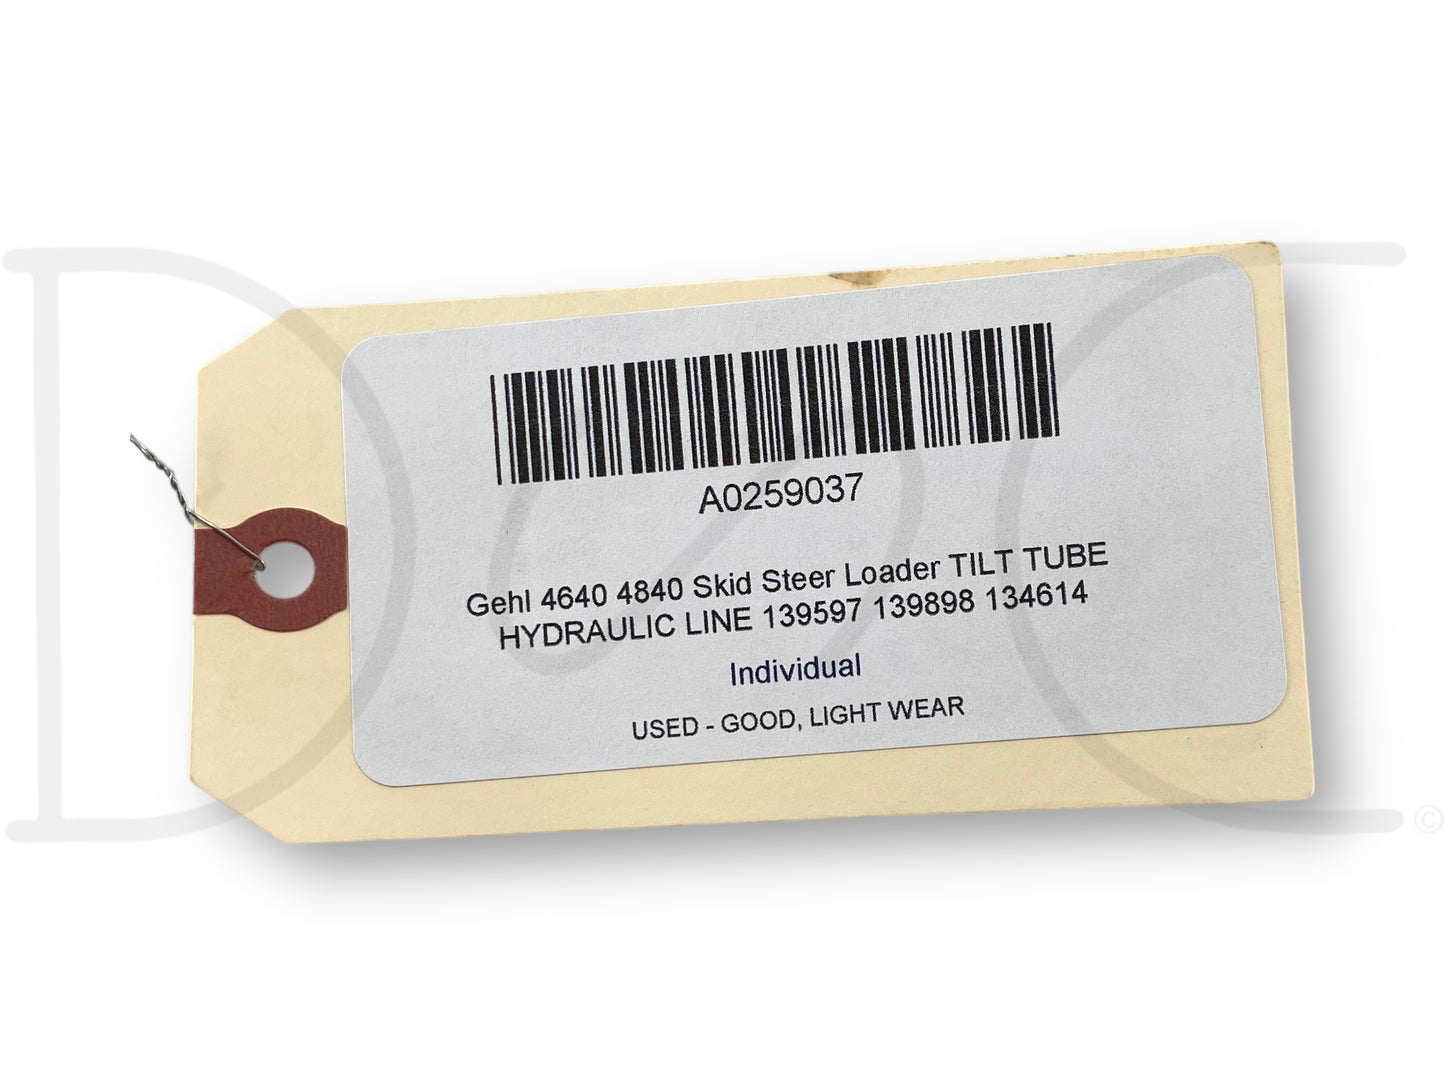 A0259037
Gehl 4640 4840 Skid Steer Loader TILT TUBE
HYDRAULIC LINE 139597 139898 134614
Individual
USED - GOOD, LIGHT WEAR
©